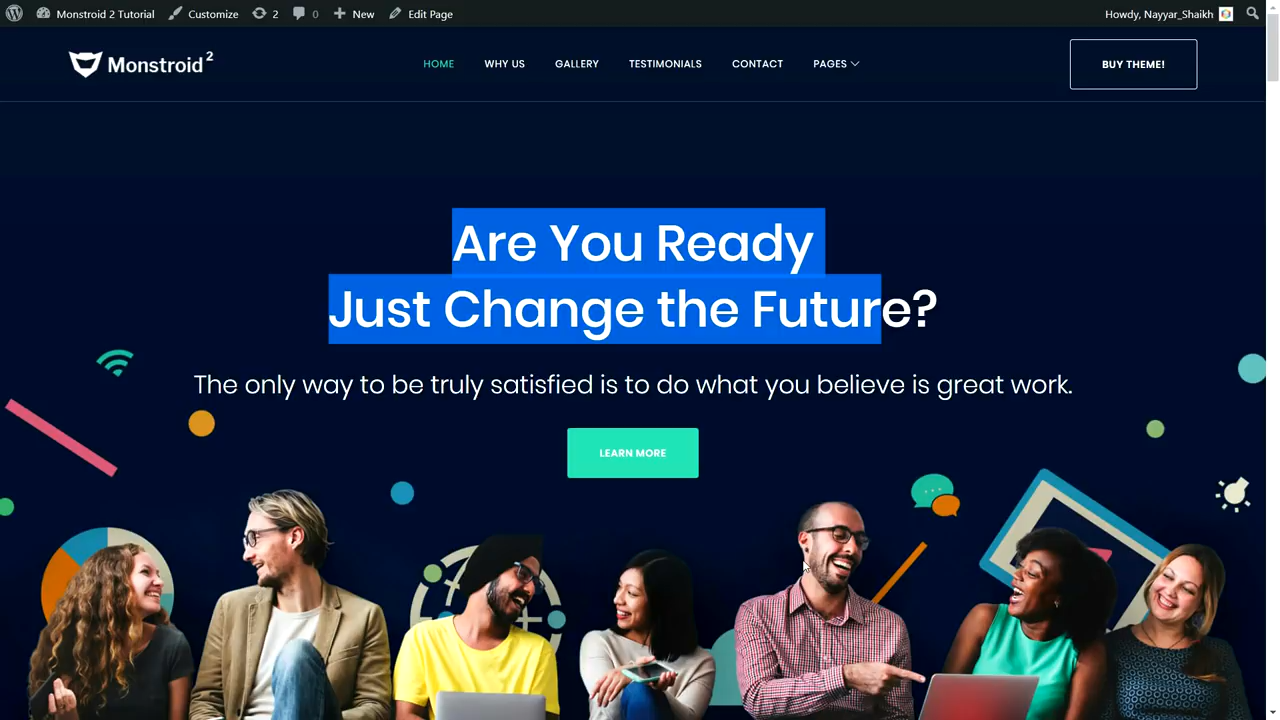 Monstroid 2 Tutorial Customize 2 0 New Edit Page Howdy, Nayyar_Shaikh
Monstroid 2 HOME WHY US GALLERY TESTIMONIALS CONTACT PAGES BUY THEME!
Are You Ready
Just Change the Future?
The only way to be truly satisfied is to do what you believe is great work.
LEARN MORE